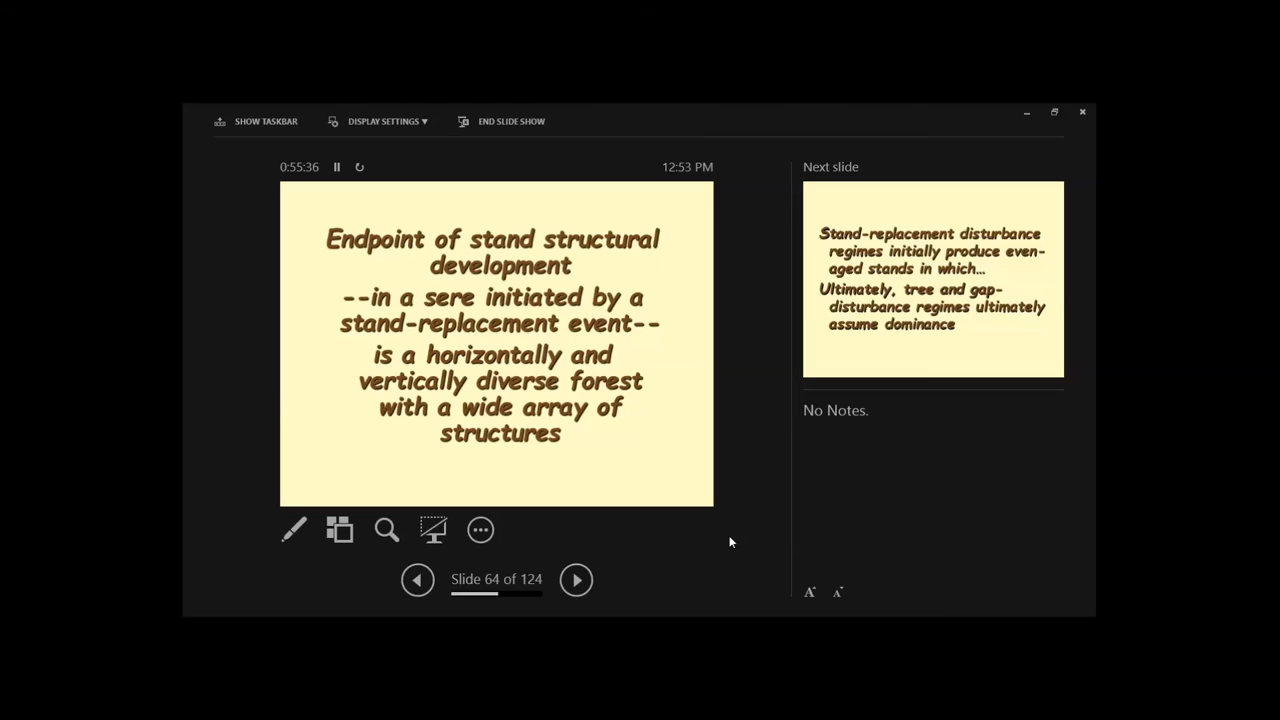 SHOW TASKBAR
DISPLAY SETTINGS ▼
END SLIDE SHOW
0:55:36
12:53 PM
Endpoint of stand structural
development
--in a sere initiated by a
stand-replacement event--
is a horizontally and
vertically diverse forest
with a wide array of
structures
Slide 64 of 124
Next slide
Stand-replacement disturbance
regimes initially produce even-
aged stands in which…
Ultimately, tree and gap-
disturbance regimes ultimately
assume dominance
No Notes.
A A